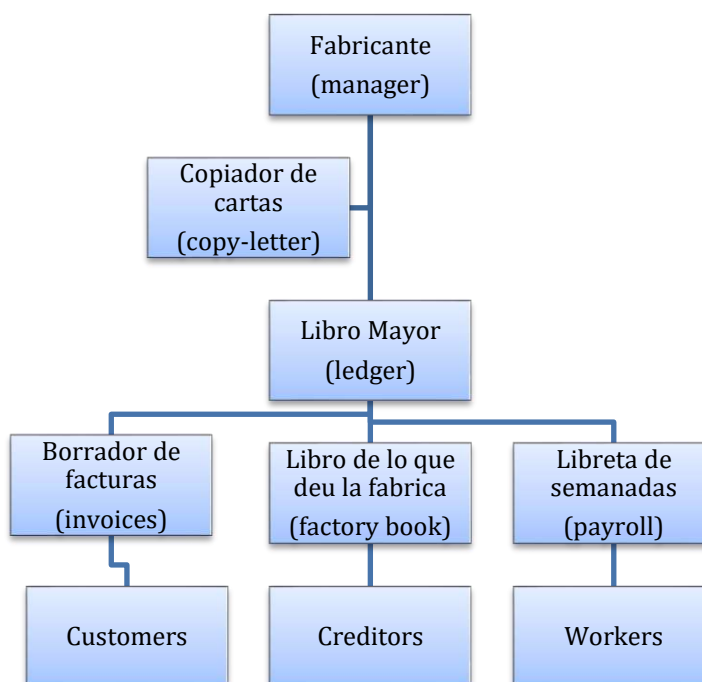 Fabricante
(manager)
Copiador de
cartas
(copy-letter)
Libro Mayor
(ledger)
Borrador de
facturas
(invoices)
Libro de lo que
deu la fabrica
(factory book)
Libreta de
semanadas
(payroll)
Customers
Creditors
Workers